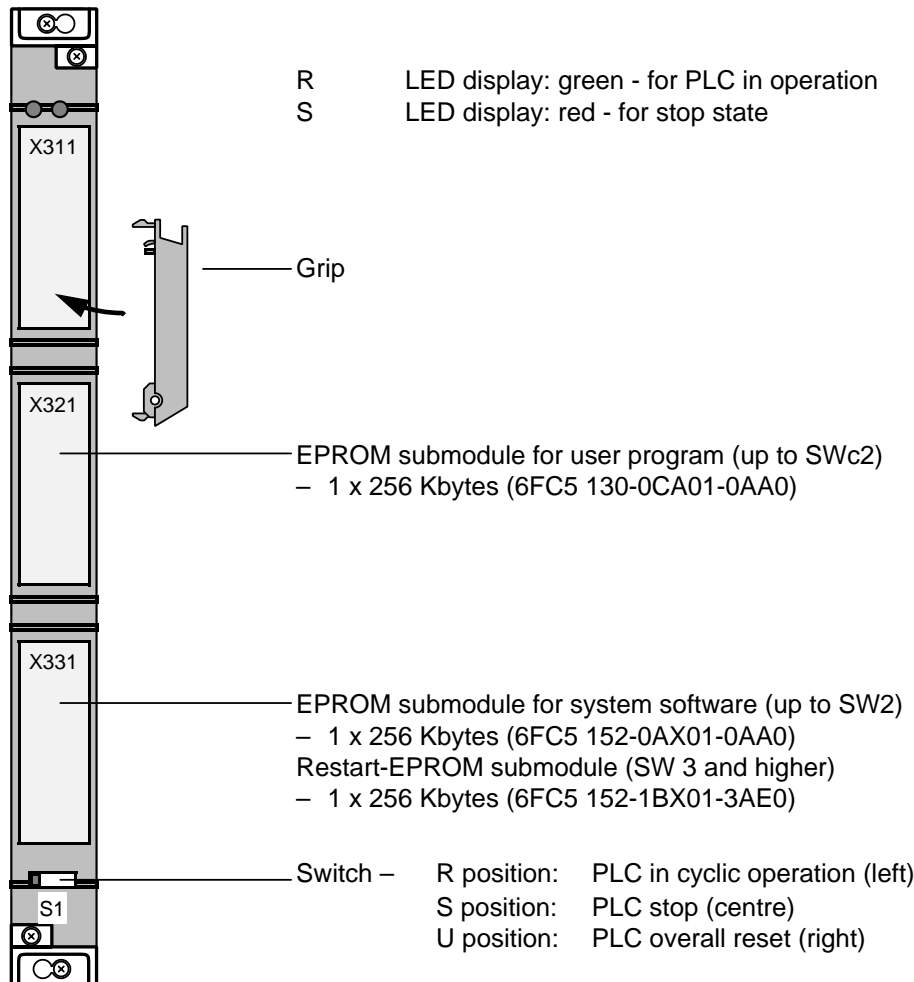 R LED display: green - for PLC in operation
S LED display: red - for stop state
X311
Grip
X321
EPROM submodule for user program (up to SWc2)
– 1 x 256 Kbytes (6FC5 130-0CA01-0AA0)
X331
EPROM submodule for system software (up to SW2)
– 1 x 256 Kbytes (6FC5 152-0AX01-0AA0)
Restart-EPROM submodule (SW 3 and higher)
– 1 x 256 Kbytes (6FC5 152-1BX01-3AE0)
Switch – R position: PLC in cyclic operation (left)
S position: PLC stop (centre)
U position: PLC overall reset (right)
S1